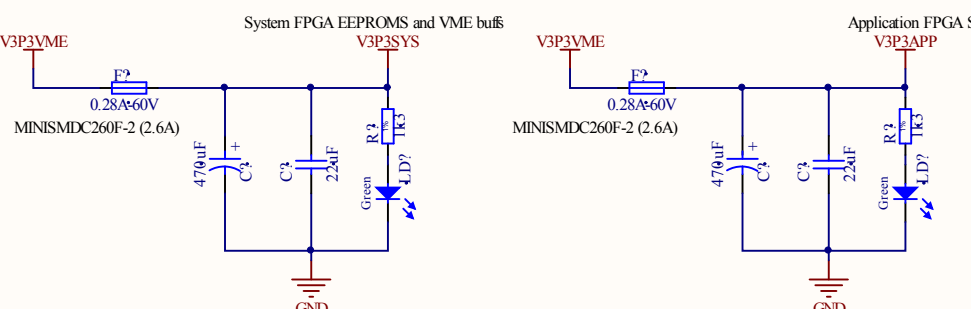 System FPGA EEPROMS and VME buffs
V3P3VME
V3P3SYS
F?
0.28A-60V
MINISMDC260F-2 (2.6A)
470uF
+
C?
C?
22uF
R?
1%
1k3
Green
LD?
GND
Application FPGA S
V3P3VME
V3P3APP
F?
0.28A-60V
MINISMDC260F-2 (2.6A)
470uF
+
C?
C?
22uF
R?
1%
1k3
Green
LD?
GND